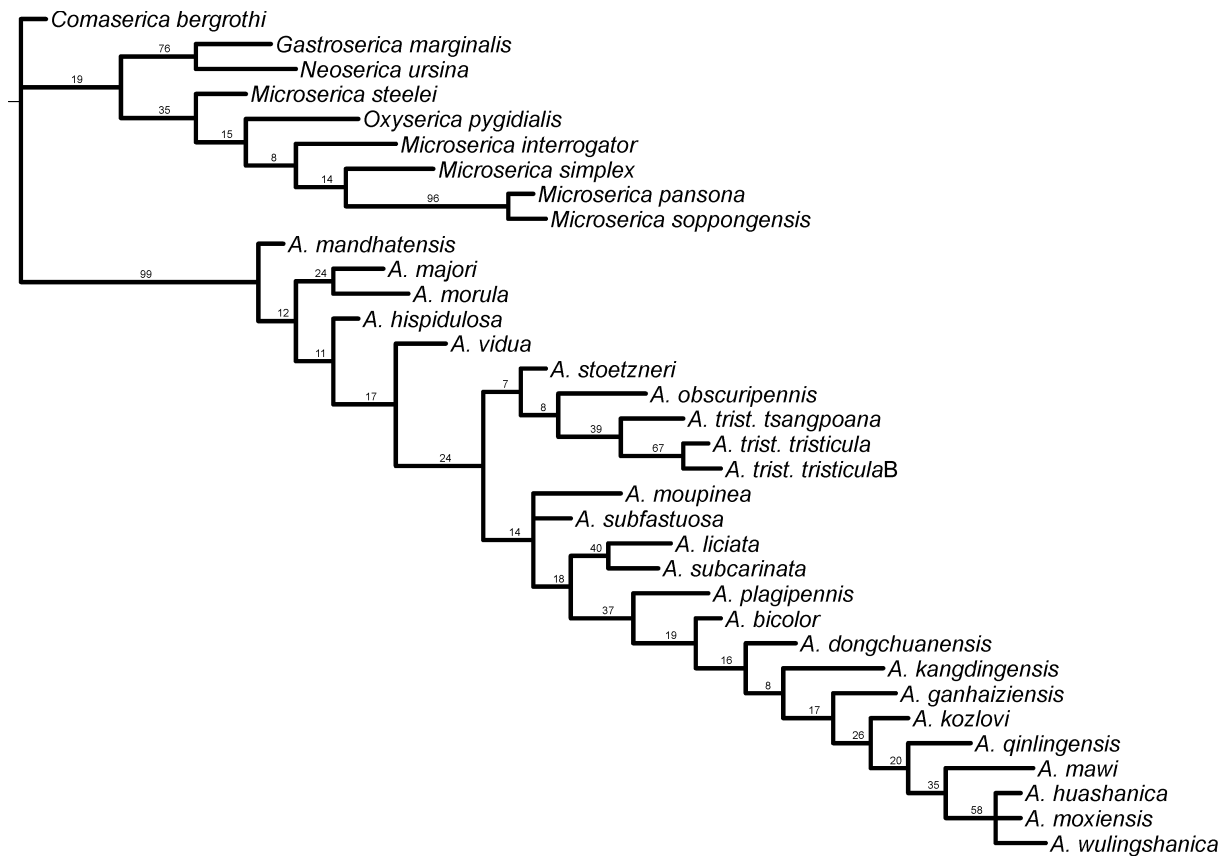 Comaserica bergrothi
76
Gastroserica marginalis
Neoserica ursina
19
Microserica steelei
35
Oxyserica pygidialis
15
Microserica interrogator
8
Microserica simplex
14
Microserica pansona
96
Microserica soppongensis
A. mandhatensis
99
A. majori
24
A. morula
12
A. hispidulosa
11
A. vidua
17
A. stoetzneri
7
A. obscuripennis
8
A. trist. tsangpoana
39
A. trist. tristicula
67
A. trist. tristiculaB
24
A. moupinea
A. subfastuosa
14
A. liciata
40
A. subcarinata
18
A. plagipennis
37
A. bicolor
19
A. dongchuanensis
16
A. kangdingensis
8
A. ganhaiziensis
17
A. kozlovi
26
A. qinlingensis
20
A. mawi
35
A. huashanica
58
A. moxiensis
A. wulingshanica